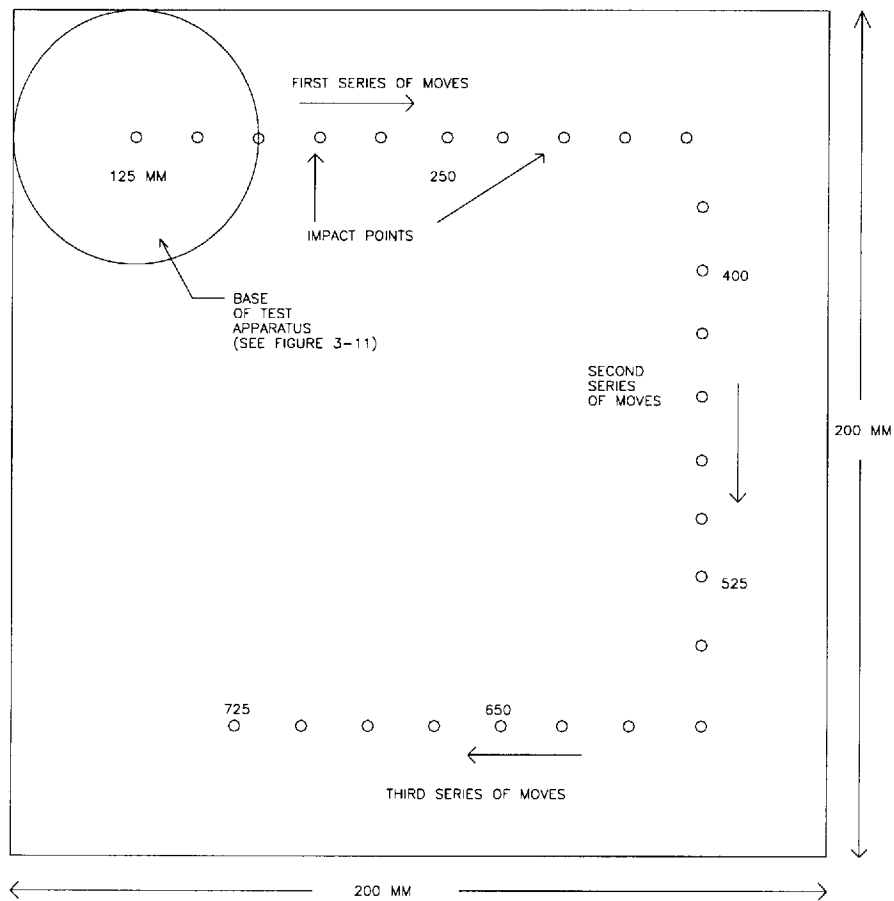 FIRST SERIES OF MOVES
125 MM
250
IMPACT POINTS
400
BASE
OF TEST
APPARATUS
(SEE FIGURE 3-11)
SECOND
SERIES
OF MOVES
200 MM
525
725
650
THIRD SERIES OF MOVES
200 MM